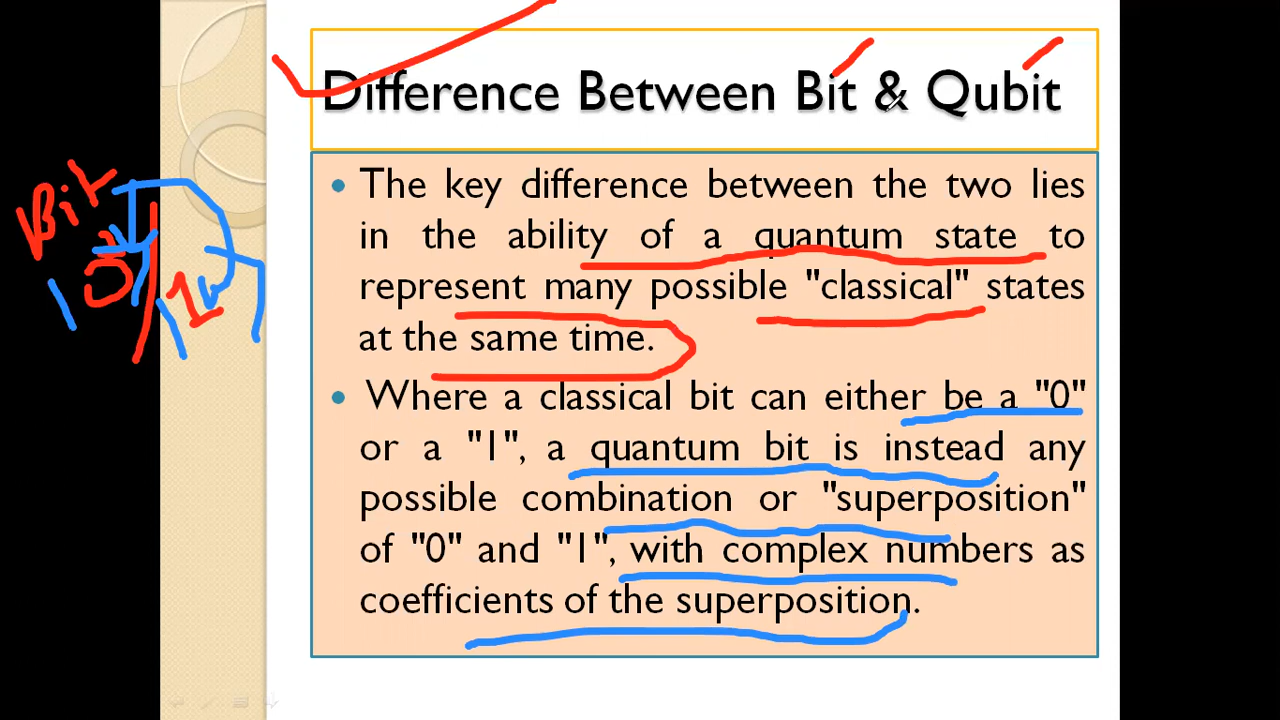 Difference Between Bit & Qubit
The key difference between the two lies
in the ability of a quantum state to
represent many possible "classical" states
at the same time.
Where a classical bit can either be a "0"
or a "1", a quantum bit is instead any
possible combination or "superposition"
of "0" and "1", with complex numbers as
coefficients of the superposition.
Bit